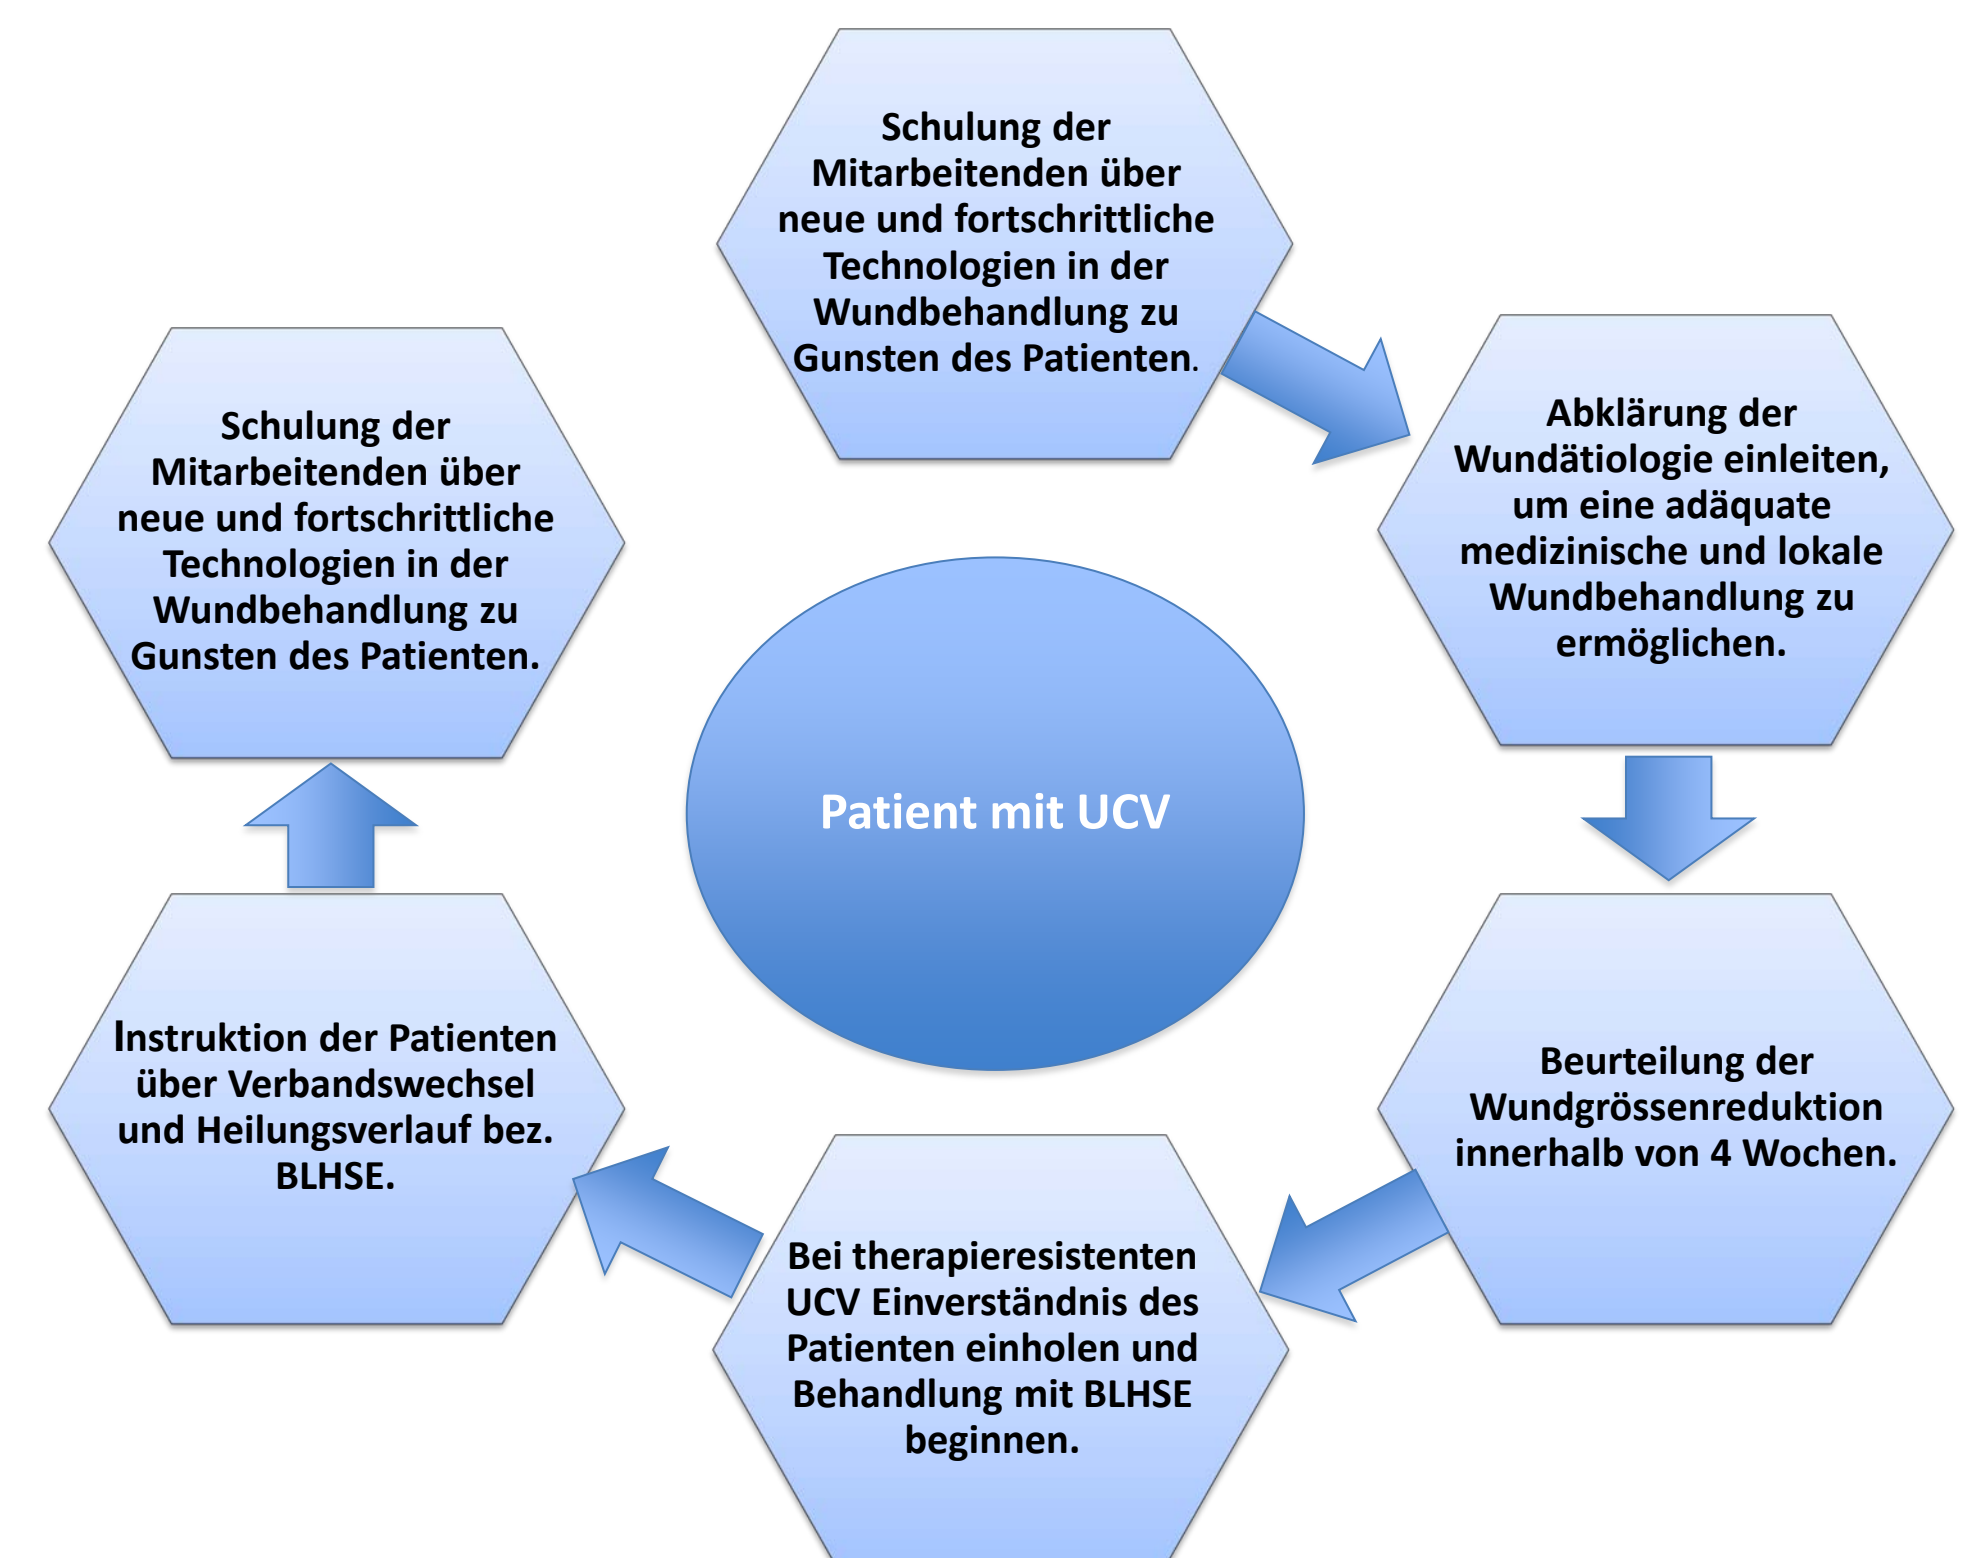 Schulung der
Mitarbeitenden über
neue und fortschrittliche
Technologien in der
Wundbehandlung zu
Gunsten des Patienten.
Abklärung der
Wundätiologie einleiten,
um eine adäquate
medizinische und lokale
Wundbehandlung zu
ermöglichen.
Beurteilung der
Wundgrössenreduktion
innerhalb von 4 Wochen.
Bei therapieresistenten
UCV Einverständnis des
Patienten einholen und
Behandlung mit BLHSE
beginnen.
Instruktion der Patienten
über Verbandswechsel
und Heilungsverlauf bez.
BLHSE.
Schulung der
Mitarbeitenden über
neue und fortschrittliche
Technologien in der
Wundbehandlung zu
Gunsten des Patienten.
Patient mit UCV